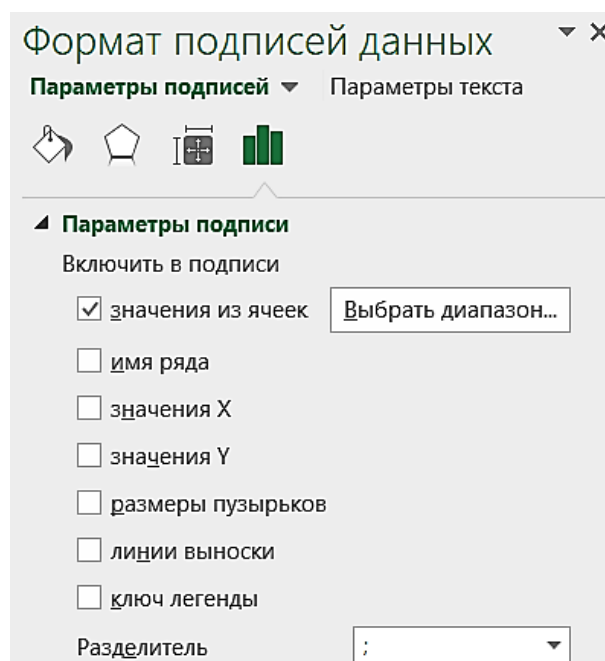 Формат подписей данных
Параметры подписей Параметры текста
Параметры подписи
Включить в подписи
значения из ячеек Выбрать диапазон...
имя ряда
значения X
значения Y
размеры пузырьков
линии выноски
ключ легенды
Разделитель ;